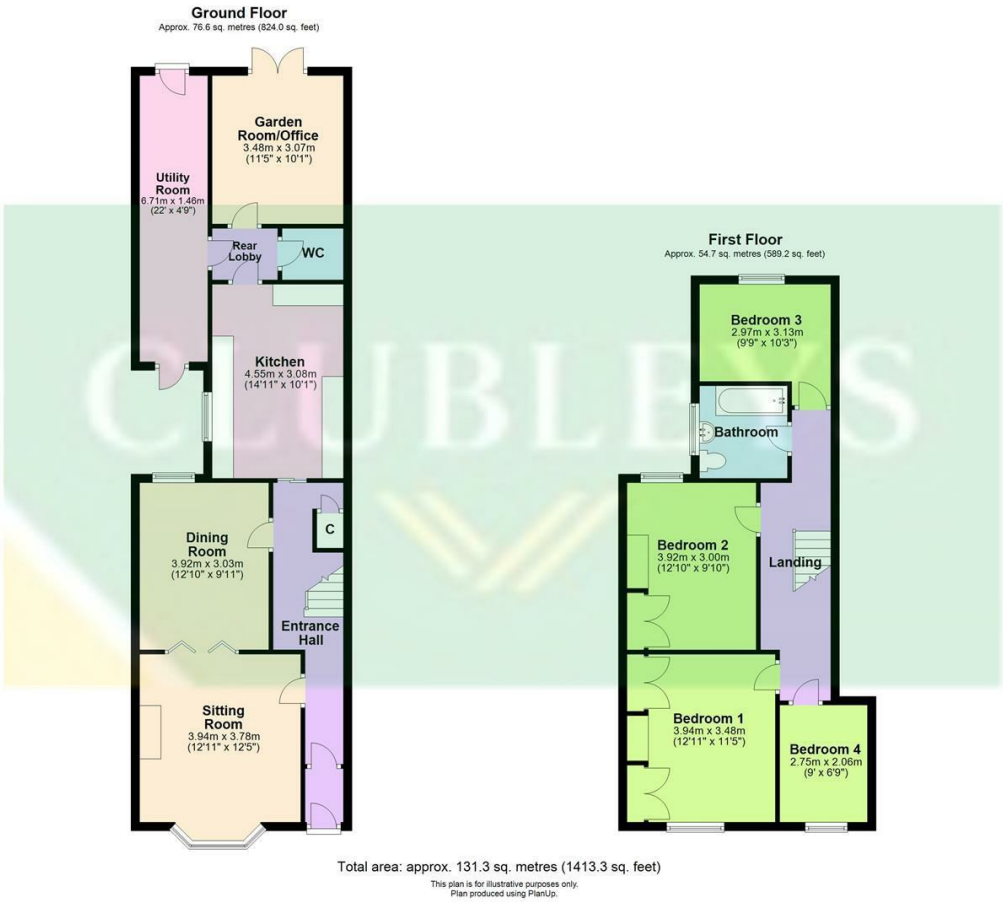 Ground Floor
Approx. 76.6 sq. metres (824.0 sq. feet)
Garden
Room/Office
3.48m x 3.07m
(11'5" x 10'1")
Utility
Room
6.71m x 1.46m
(22' x 4'9")
Rear
Lobby
WC
Kitchen
4.55m x 3.08m
(14'11" x 10'1")
C
Dining
Room
3.92m x 3.03m
(12'10" x 9'11")
Entrance
Hall
Sitting
Room
3.94m x 3.78m
(12'11" x 12'5")
First Floor
Approx. 54.7 sq. metres (589.2 sq. feet)
Bedroom 3
2.97m x 3.13m
(9'9" x 10'3")
Bathroom
Bedroom 2
3.92m x 3.00m
(12'10" x 9'10")
Landing
Bedroom 1
3.94m x 3.48m
(12'11" x 11'5")
Bedroom 4
2.75m x 2.06m
(9' x 6'9")
CLUBLEYS
Total area: approx. 131.3 sq. metres (1413.3 sq. feet)
This plan is for illustrative purposes only.
Plan produced using PlanUp.